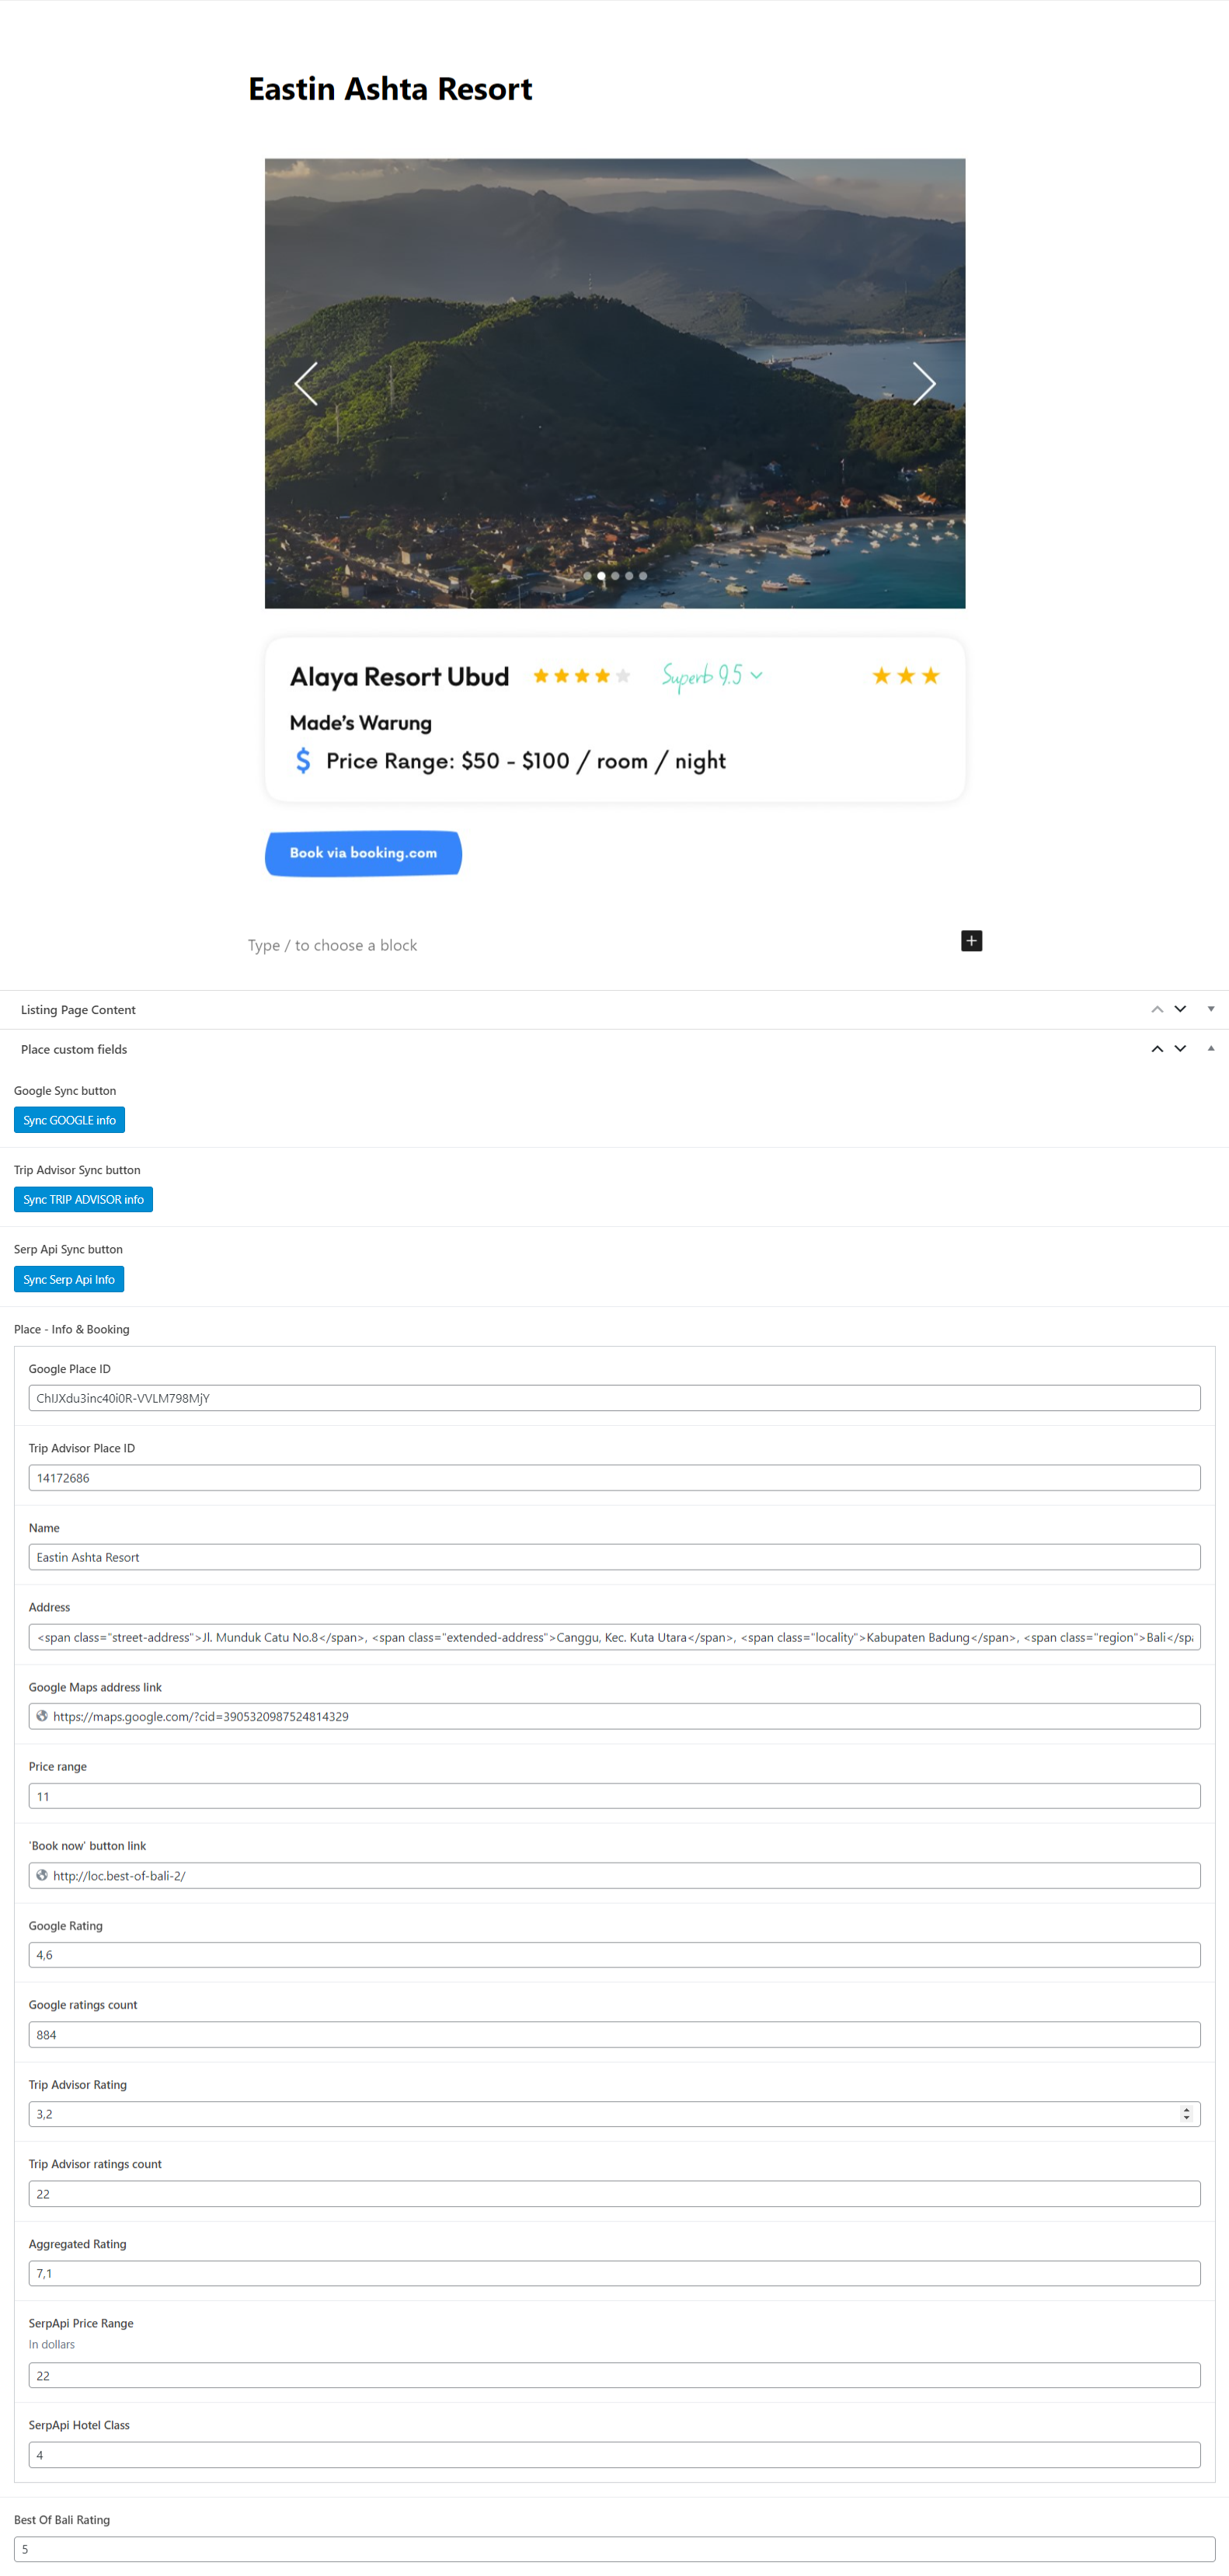 Eastin Ashta Resort
Alaya Resort Ubud Superb 9.5
Made's Warung
$ Price Range: $50 - $100 / room / night
Book via booking.com
Type / to choose a block
Listing Page Content
Place custom fields
Google Sync button
Sync GOOGLE info
Trip Advisor Sync button
Sync TRIP ADVISOR info
Serp Api Sync button
Sync Serp Api Info
Place - Info & Booking
Google Place ID
ChIJXdu3inc40i0R-VVLM798MjY
Trip Advisor Place ID
14172686
Name
Eastin Ashta Resort
Address
<span class="street-address">Jl. Munduk Catu No.8</span>, <span class="extended-address">Canggu, Kec. Kuta Utara</span>, <span class="locality">Kabupaten Badung</span>, <span class="region">Bali</spa
Google Maps address link
https://maps.google.com/?cid=3905320987524814329
Price range
11
'Book now' button link
http://loc.best-of-bali-2/
Google Rating
4,6
Google ratings count
884
Trip Advisor Rating
3,2
Trip Advisor ratings count
22
Aggregated Rating
7,1
SerpApi Price Range
In dollars
22
SerpApi Hotel Class
4
Best Of Bali Rating
5